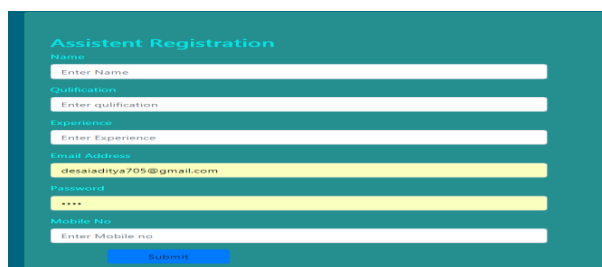 Assistent Registration
Name
Enter Name
Qulification
Enter qulification
Experience
Enter Experience
Email Address
desaiaditya705@gmail.com
Password
••••
Mobile No
Enter Mobile no
Submit